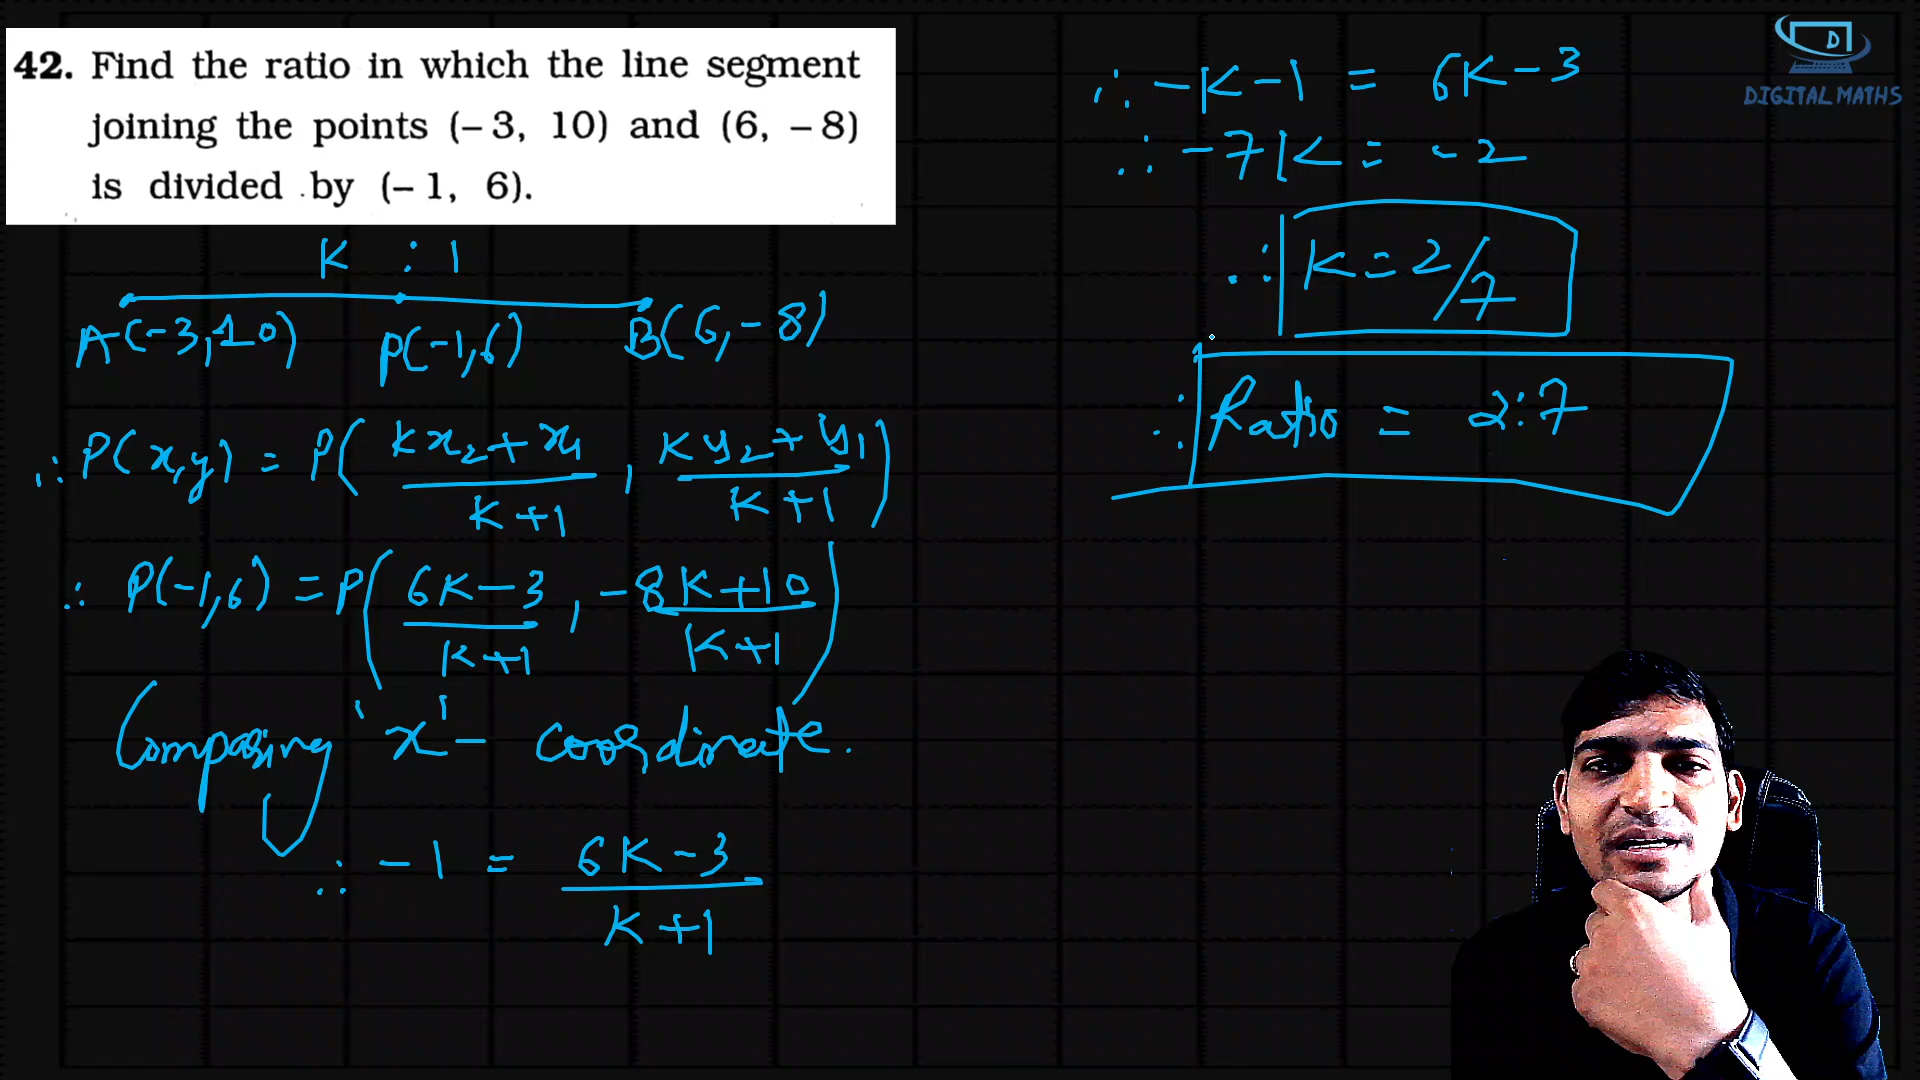 42. Find the ratio in which the line segment
joining the points (– 3, 10) and (6, – 8)
is divided by (– 1, 6).
K : 1
A(-3,10) P(-1,6) B(6,-8)
∴ P(x,y) = P( Kx₂+x₁ / K+1 , Ky₂+y₁ / K+1 )
∴ P(-1,6) = P( 6K-3 / K+1 , -8K+10 / K+1 )
Comparing 'x' - coordinate.
∴ -1 = 6K-3 / K+1
∴ -K-1 = 6K-3
∴ -7K = -2
∴ K = 2/7
∴ Ratio = 2:7
D
DIGITAL MATHS